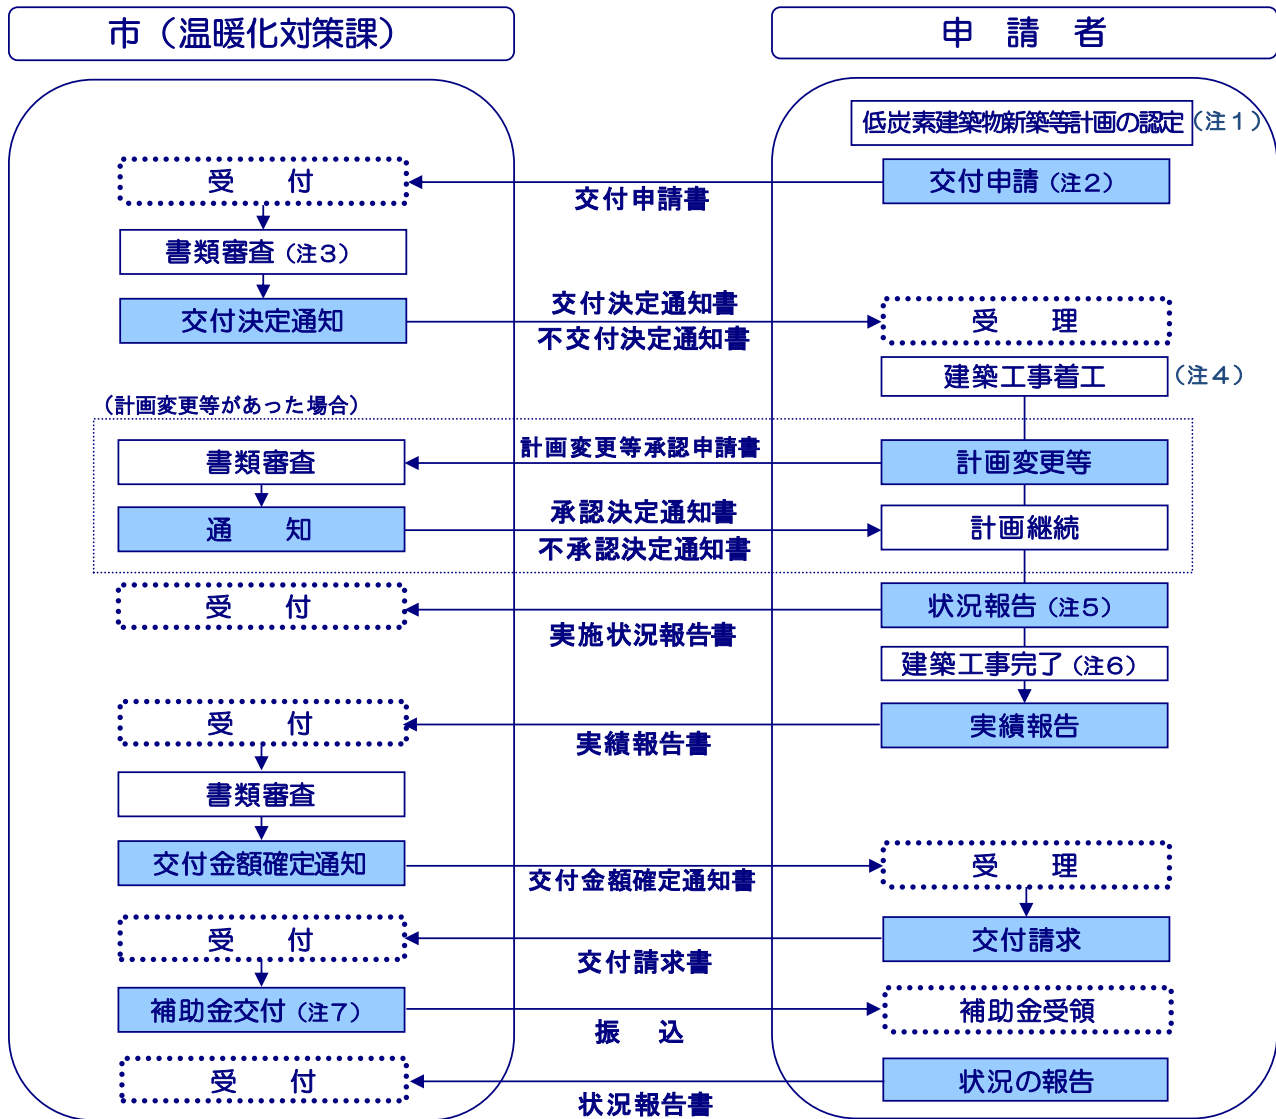 市（温暖化対策課）
申　請　者
低炭素建築物新築等計画の認定
（注１）
受　　付
交付申請書
交付申請（注２）
書類審査（注３）
交付決定通知
交付決定通知書
不交付決定通知書
受　　理
建築工事着工
（注４）
（計画変更等があった場合）
書類審査
計画変更等承認申請書
計画変更等
通　　知
承認決定通知書
不承認決定通知書
計画継続
受　　付
実施状況報告書
状況報告（注５）
建築工事完了（注６）
受　　付
実績報告書
実績報告
書類審査
交付金額確定通知
交付金額確定通知書
受　　理
受　　付
交付請求書
交付請求
補助金交付（注７）
振　込
補助金受領
受　　付
状況報告書
状況の報告